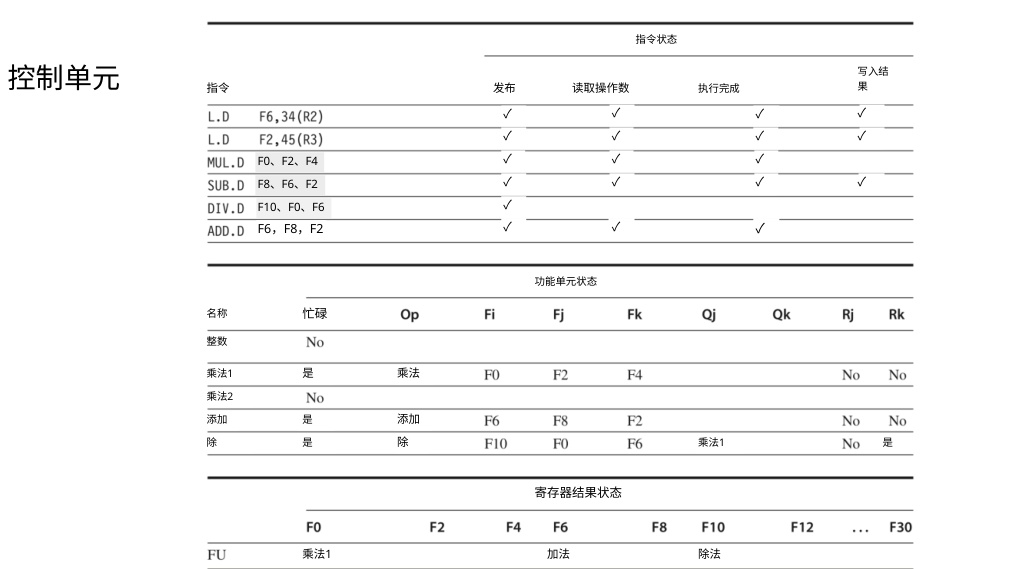 控制单元
指令状态
指令 发布 读取操作数 执行完成 写入结果
L.D F6,34(R2) ✓ ✓ ✓ ✓
L.D F2,45(R3) ✓ ✓ ✓ ✓
MUL.D F0、F2、F4 ✓ ✓ ✓
SUB.D F8、F6、F2 ✓ ✓ ✓ ✓
DIV.D F10、F0、F6 ✓
ADD.D F6，F8，F2 ✓ ✓ ✓
功能单元状态
名称 忙碌 Op Fi Fj Fk Qj Qk Rj Rk
整数 No
乘法1 是 乘法 F0 F2 F4 No No
乘法2 No
添加 是 添加 F6 F8 F2 No No
除 是 除 F10 F0 F6 乘法1 No 是
寄存器结果状态
F0 F2 F4 F6 F8 F10 F12 ... F30
FU 乘法1 加法 除法